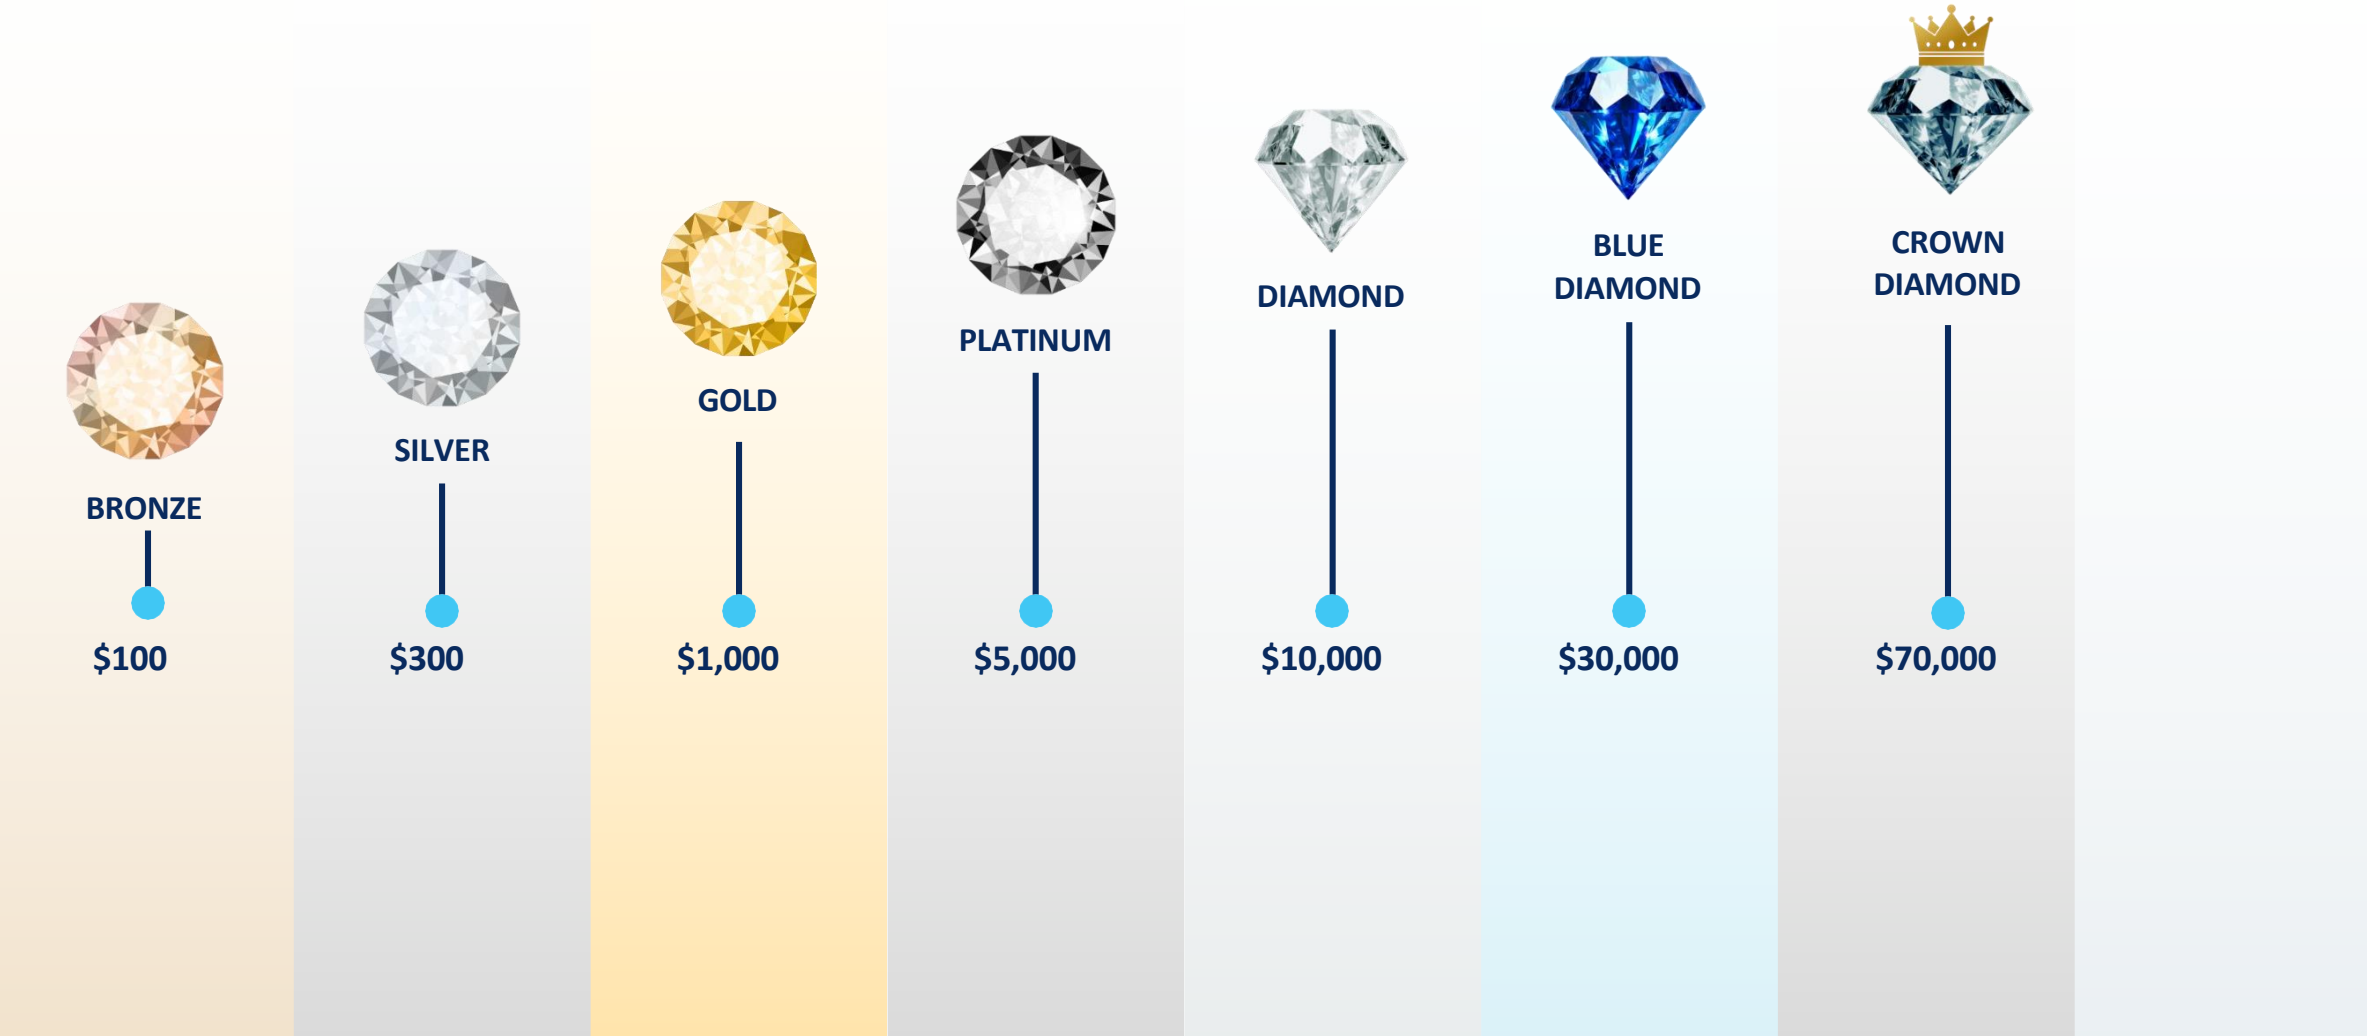 BRONZE
$100
SILVER
$300
GOLD
$1,000
PLATINUM
$5,000
DIAMOND
$10,000
BLUE
DIAMOND
$30,000
CROWN
DIAMOND
$70,000